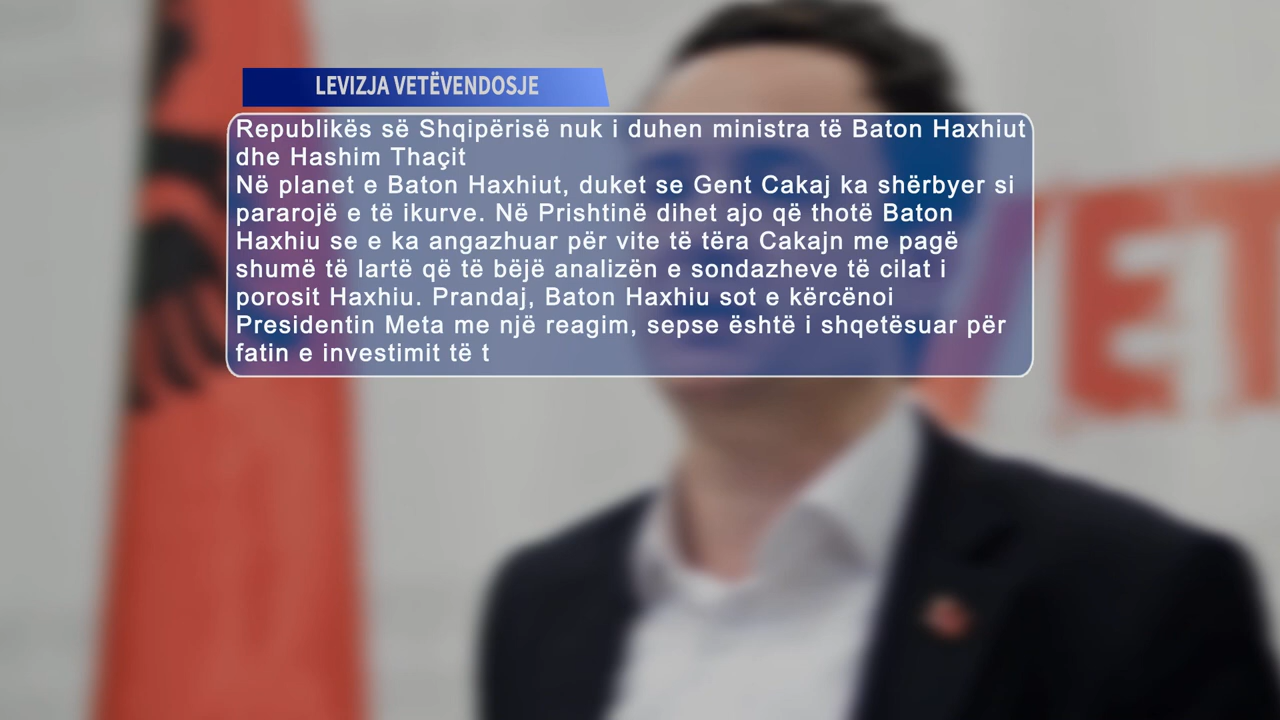 LEVIZJA VETËVENDOSJE
Republikës së Shqipërisë nuk i duhen ministra të Baton Haxhiut
dhe Hashim Thaçit
Në planet e Baton Haxhiut, duket se Gent Cakaj ka shërbyer si
pararojë e të ikurve. Në Prishtinë dihet ajo që thotë Baton
Haxhiu se e ka angazhuar për vite të tëra Cakajn me pagë
shumë të lartë që të bëjë analizën e sondazheve të cilat i
porosit Haxhiu. Prandaj, Baton Haxhiu sot e kërcënoi
Presidentin Meta me një reagim, sepse është i shqetësuar për
fatin e investimit të t
VET